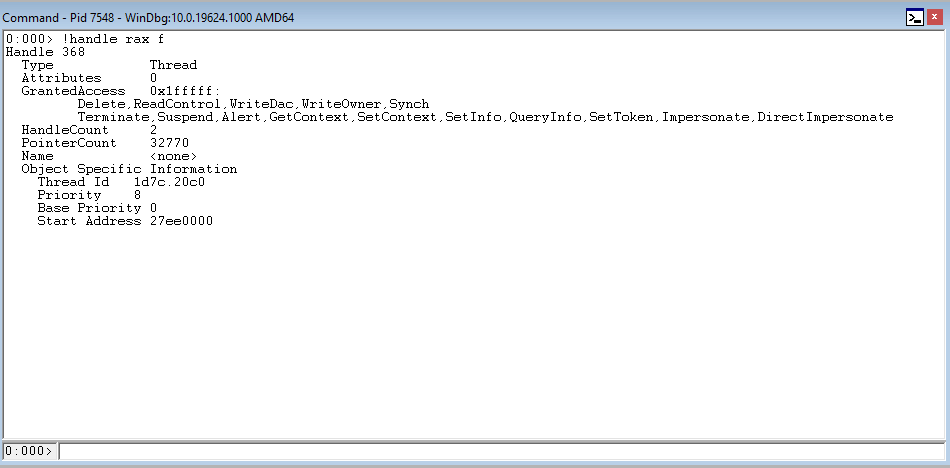 Command - Pid 7548 - WinDbg:10.0.19624.1000 AMD64
0:000> !handle rax f
Handle 368
  Type           Thread
  Attributes     0
  GrantedAccess  0x1fffff:
         Delete,ReadControl,WriteDac,WriteOwner,Synch
         Terminate,Suspend,Alert,GetContext,SetContext,SetInfo,QueryInfo,SetToken,Impersonate,DirectImpersonate
  HandleCount    2
  PointerCount   32770
  Name           <none>
  Object Specific Information
    Thread Id   1d7c.20c0
    Priority    8
    Base Priority 0
    Start Address 27ee0000
0:000>